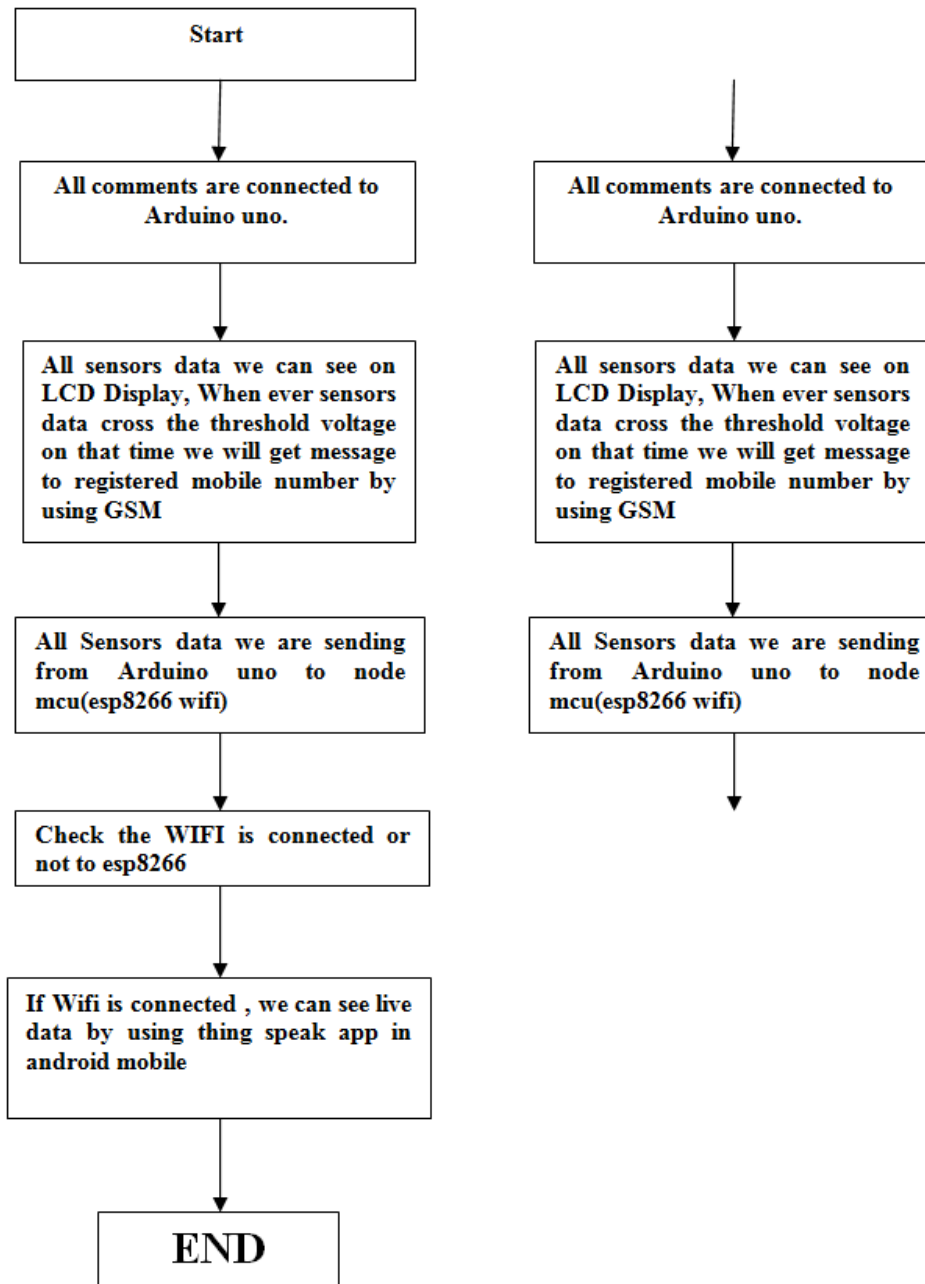 Start
All comments are connected to
Arduino uno.
All sensors data we can see on
LCD Display, When ever sensors
data cross the threshold voltage
on that time we will get message
to registered mobile number by
using GSM
All Sensors data we are sending
from Arduino uno to node
mcu(esp8266 wifi)
Check the WIFI is connected or
not to esp8266
If Wifi is connected , we can see live
data by using thing speak app in
android mobile
END
All comments are connected to
Arduino uno.
All sensors data we can see on
LCD Display, When ever sensors
data cross the threshold voltage
on that time we will get message
to registered mobile number by
using GSM
All Sensors data we are sending
from Arduino uno to node
mcu(esp8266 wifi)